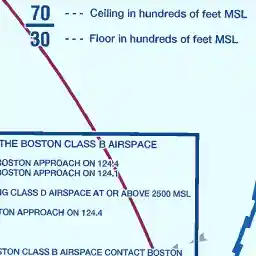 70 --- Ceiling in hundreds of feet MSL
30 --- Floor in hundreds of feet MSL
THE BOSTON CLASS B AIRSPACE
BOSTON APPROACH ON 124.4
BOSTON APPROACH ON 124.1
NG CLASS D AIRSPACE AT OR ABOVE 2500 MSL
TON APPROACH ON 124.4
STON CLASS B AIRSPACE CONTACT BOSTON